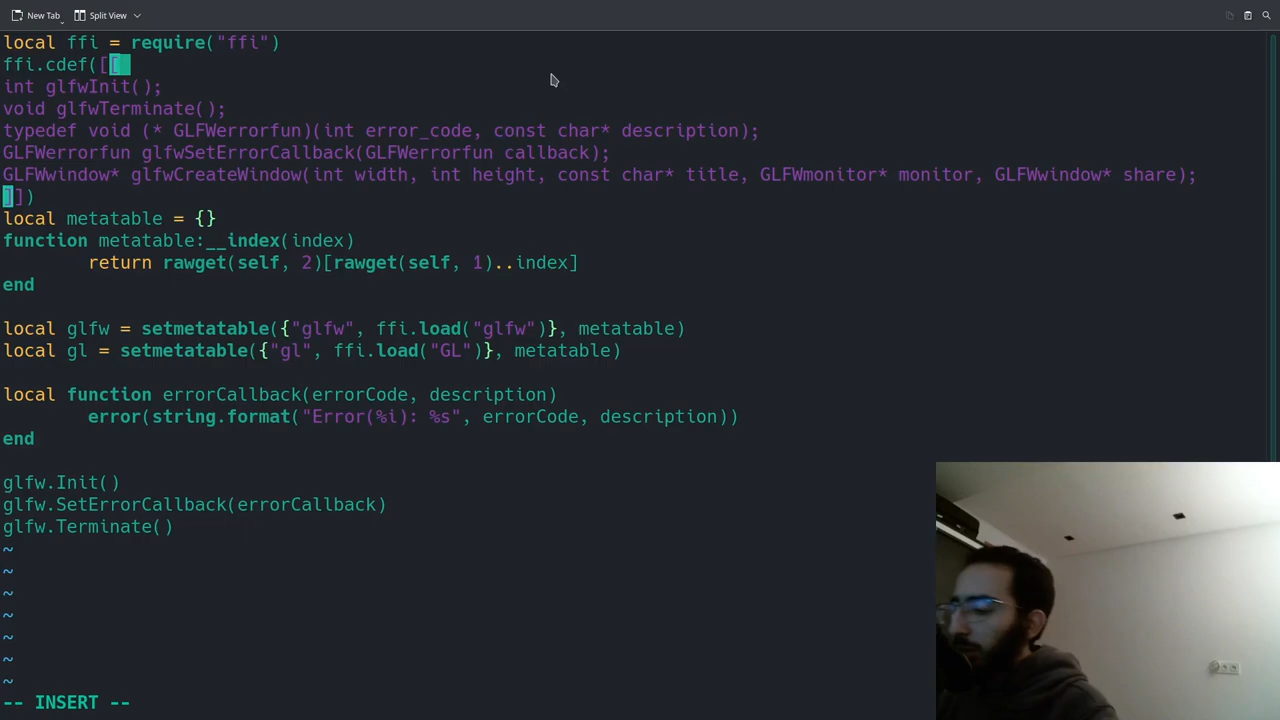 New Tab
Split View
local ffi = require("ffi")
ffi.cdef([[
int glfwInit();
void glfwTerminate();
typedef void (* GLFWerrorfun)(int error_code, const char* description);
GLFWerrorfun glfwSetErrorCallback(GLFWerrorfun callback);
GLFWwindow* glfwCreateWindow(int width, int height, const char* title, GLFWmonitor* monitor, GLFWwindow* share);
]])
local metatable = {}
function metatable:__index(index)
        return rawget(self, 2)[rawget(self, 1)..index]
end
local glfw = setmetatable({"glfw", ffi.load("glfw")}, metatable)
local gl = setmetatable({"gl", ffi.load("GL")}, metatable)
local function errorCallback(errorCode, description)
        error(string.format("Error(%i): %s", errorCode, description))
end
glfw.Init()
glfw.SetErrorCallback(errorCallback)
glfw.Terminate()
~
~
~
~
~
~
~
-- INSERT --